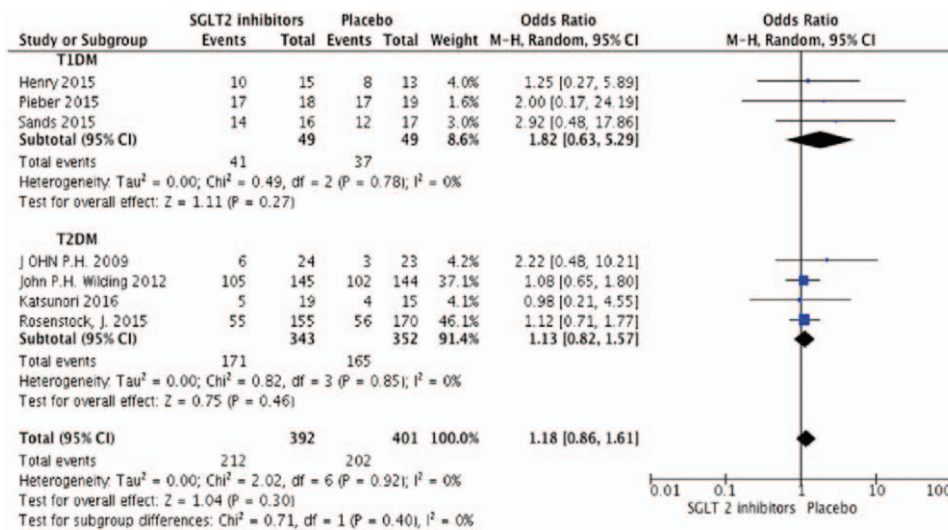 SGLT2 inhibitors Placebo Odds Ratio Odds Ratio
Study or Subgroup Events Total Events Total Weight M-H, Random, 95% CI M-H, Random, 95% CI
T1DM
Henry 2015 10 15 8 13 4.0% 1.25 [0.27, 5.89]
Pieber 2015 17 18 17 19 1.6% 2.00 [0.17, 24.19]
Sands 2015 14 16 12 17 3.0% 2.92 [0.48, 17.86]
Subtotal (95% CI) 49 49 8.6% 1.82 [0.63, 5.29]
Total events 41 37
Heterogeneity: Tau² = 0.00; Chi² = 0.49, df = 2 (P = 0.78); I² = 0%
Test for overall effect: Z = 1.11 (P = 0.27)
T2DM
J OHN P.H. 2009 6 24 3 23 4.2% 2.22 [0.48, 10.21]
John P.H. Wilding 2012 105 145 102 144 37.1% 1.08 [0.65, 1.80]
Katsunori 2016 5 19 4 15 4.1% 0.98 [0.21, 4.55]
Rosenstock, J. 2015 55 155 56 170 46.1% 1.12 [0.71, 1.77]
Subtotal (95% CI) 343 352 91.4% 1.13 [0.82, 1.57]
Total events 171 165
Heterogeneity: Tau² = 0.00; Chi² = 0.82, df = 3 (P = 0.85); I² = 0%
Test for overall effect: Z = 0.75 (P = 0.46)
Total (95% CI) 392 401 100.0% 1.18 [0.86, 1.61]
Total events 212 202
Heterogeneity: Tau² = 0.00; Chi² = 2.02, df = 6 (P = 0.92); I² = 0%
Test for overall effect: Z = 1.04 (P = 0.30)
Test for subgroup differences: Chi² = 0.71, df = 1 (P = 0.40), I² = 0%
0.01 0.1 1 10 100
SGLT 2 inhibitors Placebo